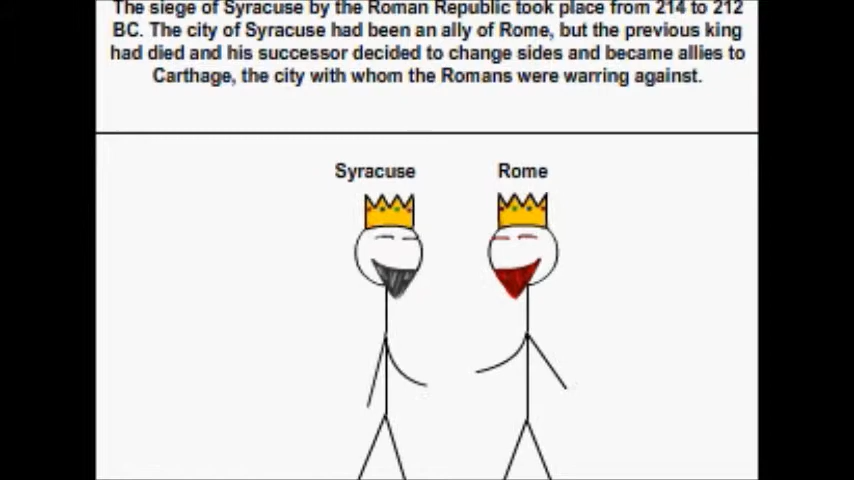 The siege of Syracuse by the Roman Republic took place from 214 to 212
BC. The city of Syracuse had been an ally of Rome, but the previous king
had died and his successor decided to change sides and became allies to
Carthage, the city with whom the Romans were warring against.
Syracuse Rome